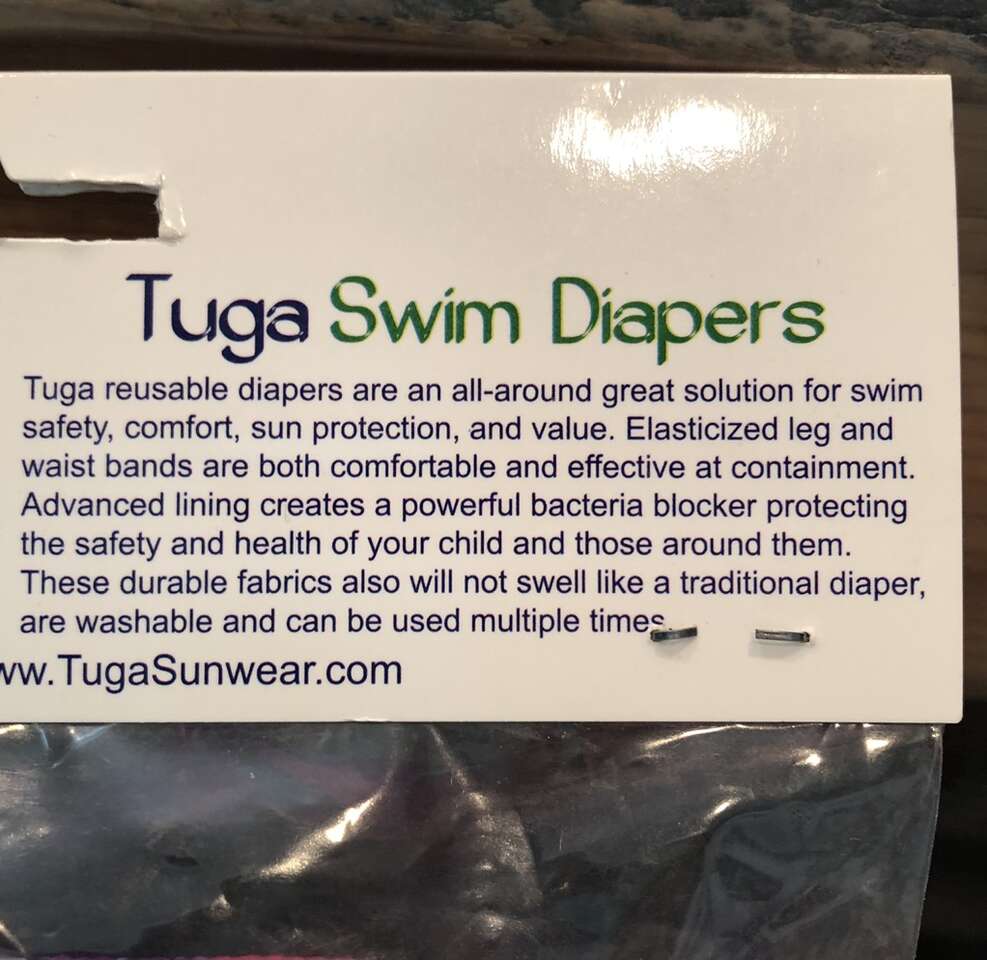 Tuga Swim Diapers
Tuga reusable diapers are an all-around great solution for swim
safety, comfort, sun protection, and value. Elasticized leg and
waist bands are both comfortable and effective at containment.
Advanced lining creates a powerful bacteria blocker protecting
the safety and health of your child and those around them.
These durable fabrics also will not swell like a traditional diaper,
are washable and can be used multiple times.
ww.TugaSunwear.com